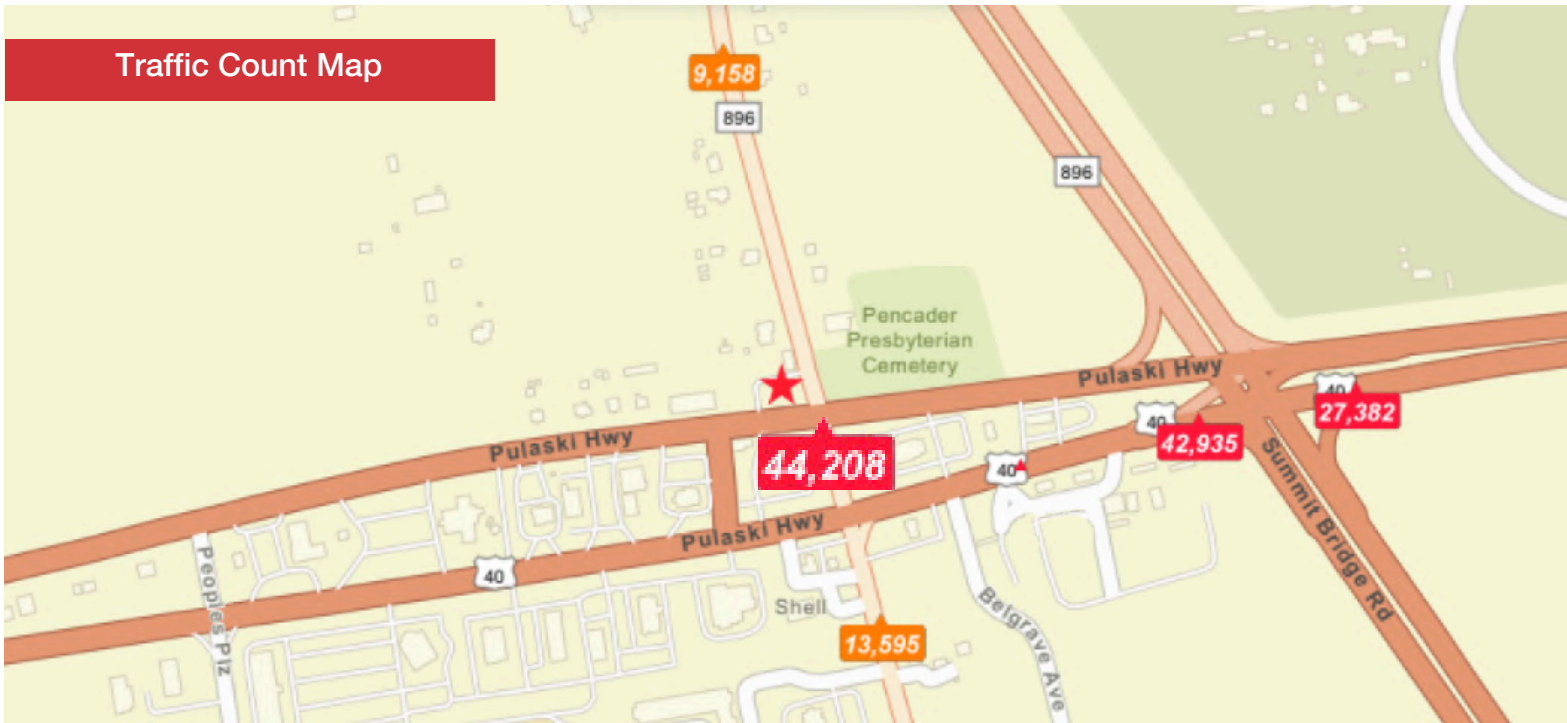 Traffic Count Map
9,158
896
896
Pencader
Presbyterian
Cemetery
Pulaski Hwy
40
27,382
40
42,935
Pulaski Hwy
44,208
40
Summit Bridge Rd
Pulaski Hwy
40
Peoples Plz
Shell
Belgrave Ave
13,595